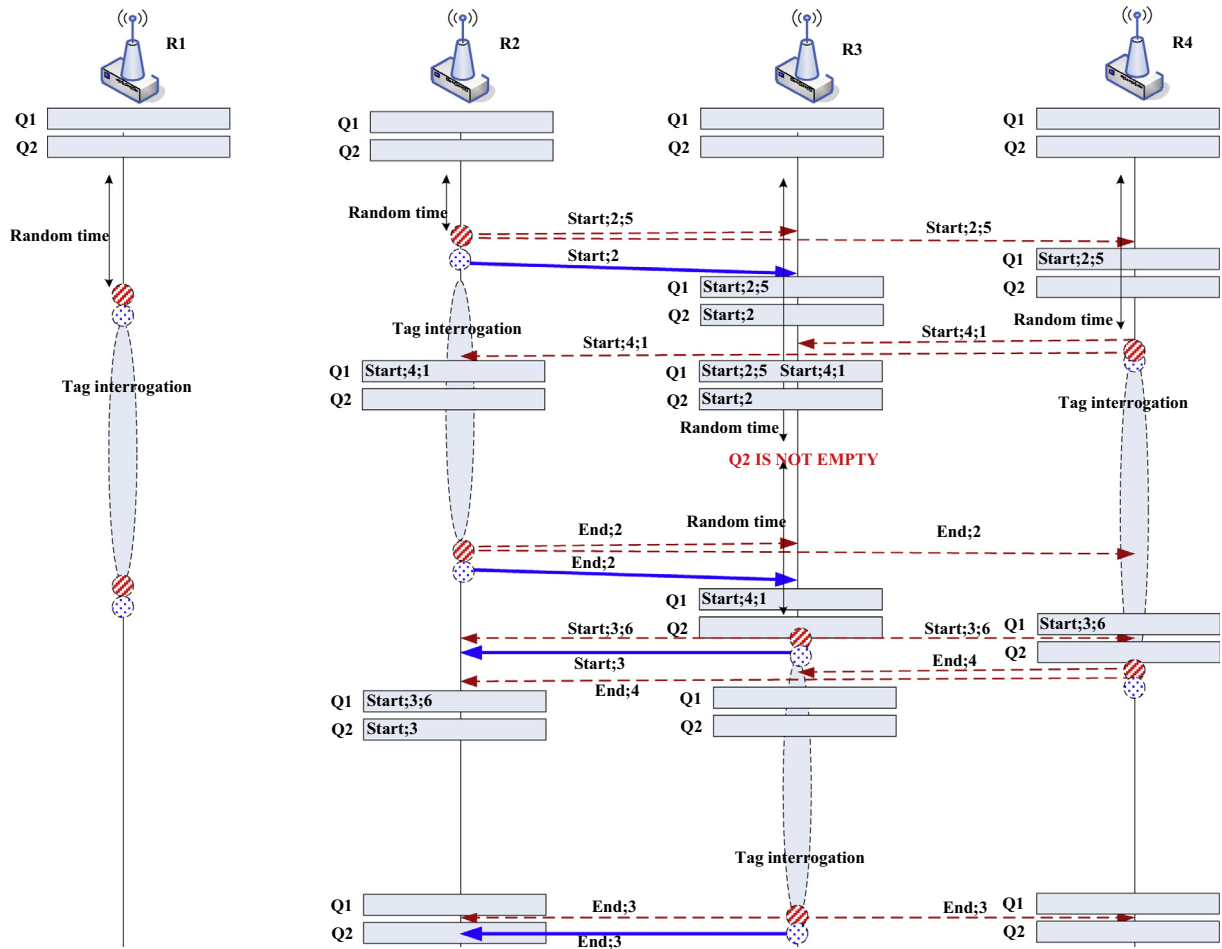 R1
R2
R3
R4
Q1
Q1
Q1
Q1
Q2
Q2
Q2
Q2
Random time
Random time
Start;2;5
Start;2;5
Start;2
Q1 Start;2;5
Q2
Q1 Start;2;5
Q2 Start;2
Random time
Tag interrogation
Start;4;1
Q1 Start;4;1
Q2
Q1 Start;2;5 Start;4;1
Q2 Start;2
Tag interrogation
Tag interrogation
Random time
Q2 IS NOT EMPTY
Random time
End;2
End;2
End;2
Q1 Start;4;1
Q2
Start;3;6
Start;3;6
Q1 Start;3;6
Q2
Start;3
End;4
End;4
Q1 Start;3;6
Q2 Start;3
Q1
Q2
Tag interrogation
Q1
Q2
End;3
End;3
End;3
Q1
Q2